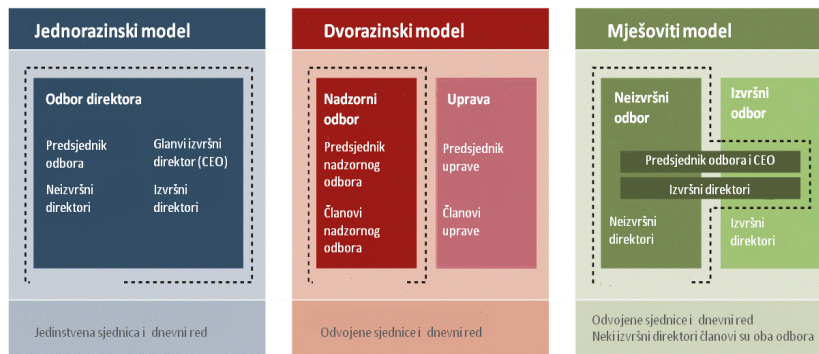 Jednorazinski model
Odbor direktora
Predsjednik
odbora
Glanvi izvršni
direktor (CEO)
Neizvršni
direktori
Izvršni
direktori
Jedinstvena sjednica i dnevni red
Dvorazinski model
Nadzorni
odbor
Predsjednik
nadzornog
odbora
Članovi
nadzornog
odbora
Uprava
Predsjednik
uprave
Članovi
uprave
Odvojene sjednice i dnevni red
Mješoviti model
Neizvršni
odbor
Izvršni
odbor
Predsjednik odbora i CEO
Izvršni direktori
Neizvršni
direktori
Izvršni
direktori
Odvojene sjednice i dnevni red
Neki izvršni direktori članovi su oba odbora